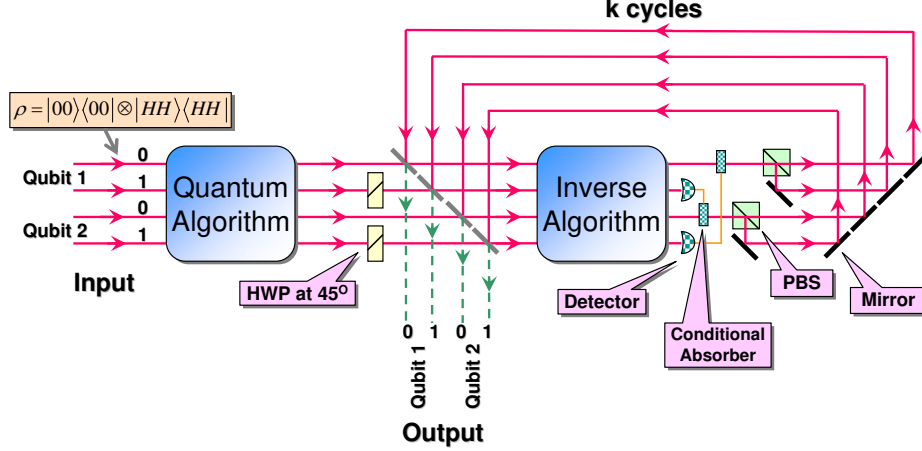 k cycles
ρ = |00⟩⟨00| ⊗ |HH⟩⟨HH|
Qubit 1
0
1
Qubit 2
0
1
Input
Quantum
Algorithm
HWP at 45°
Inverse
Algorithm
Detector
Conditional
Absorber
PBS
Mirror
0 1 0 1
Qubit 1
Qubit 2
Output